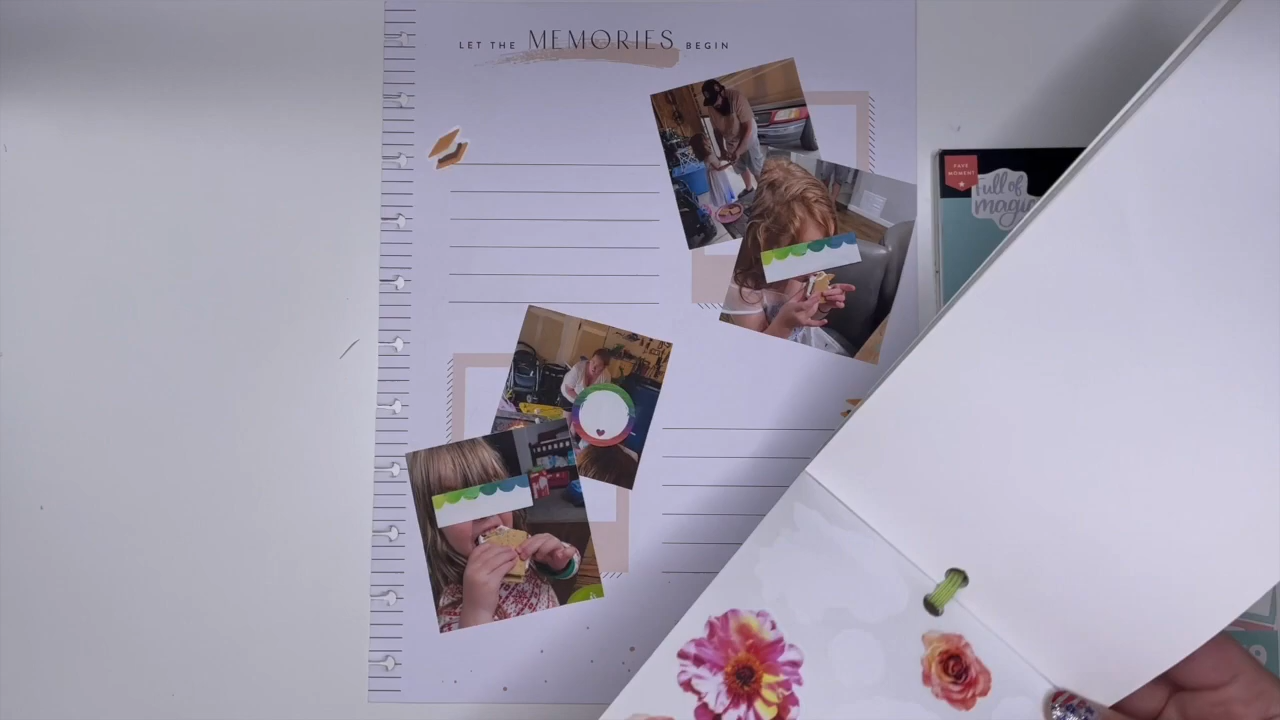 LET THE MEMORIES BEGIN
FAVE
MOMENT
Full of
magic